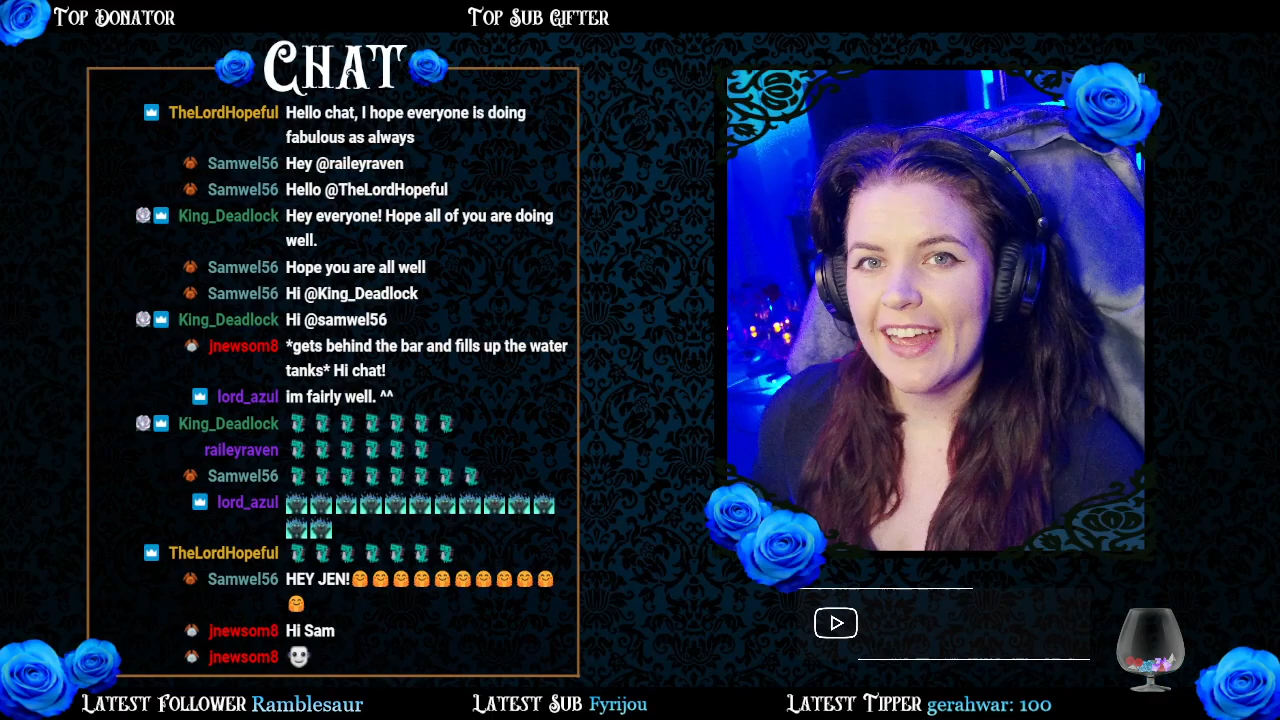 Top Donator
Top Sub Gifter
Chat
TheLordHopeful Hello chat, I hope everyone is doing
fabulous as always
Samwel56 Hey @raileyraven
Samwel56 Hello @TheLordHopeful
King_Deadlock Hey everyone! Hope all of you are doing
well.
Samwel56 Hope you are all well
Samwel56 Hi @King_Deadlock
King_Deadlock Hi @samwel56
jnewsom8 *gets behind the bar and fills up the water
tanks* Hi chat!
lord_azul im fairly well. ^^
King_Deadlock
raileyraven
Samwel56
lord_azul
TheLordHopeful
Samwel56 HEY JEN!
jnewsom8 Hi Sam
jnewsom8
Latest Follower Ramblesaur
Latest Sub Fyrijou
Latest Tipper gerahwar: 100